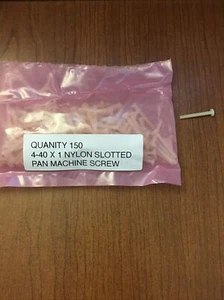 QUANITY 150
4-40 X 1 NYLON SLOTTED
PAN MACHINE SCREW